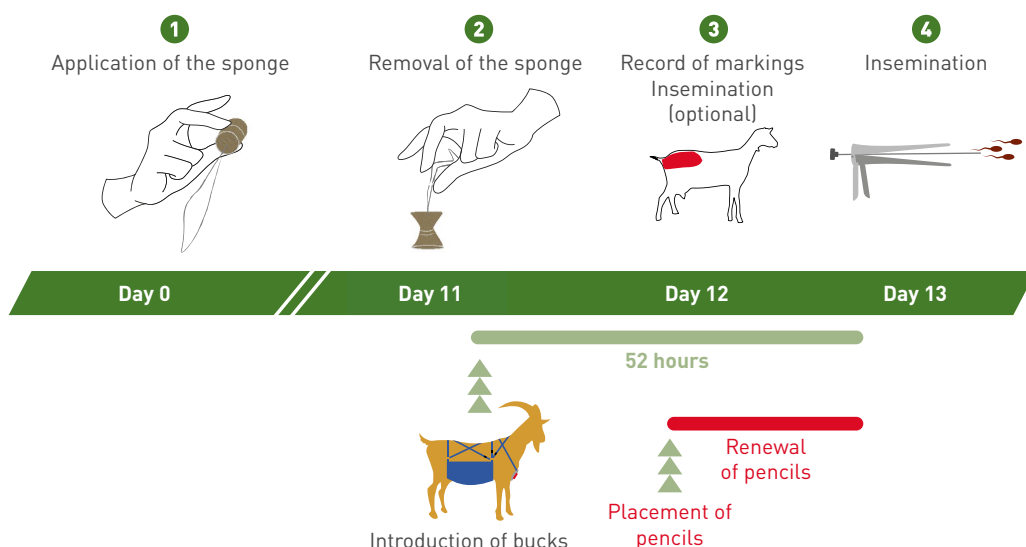 1
Application of the sponge
2
Removal of the sponge
3
Record of markings
Insemination
(optional)
4
Insemination
Day 0
Day 11
Day 12
Day 13
52 hours
Renewal
of pencils
Placement of
pencils
Introduction of bucks